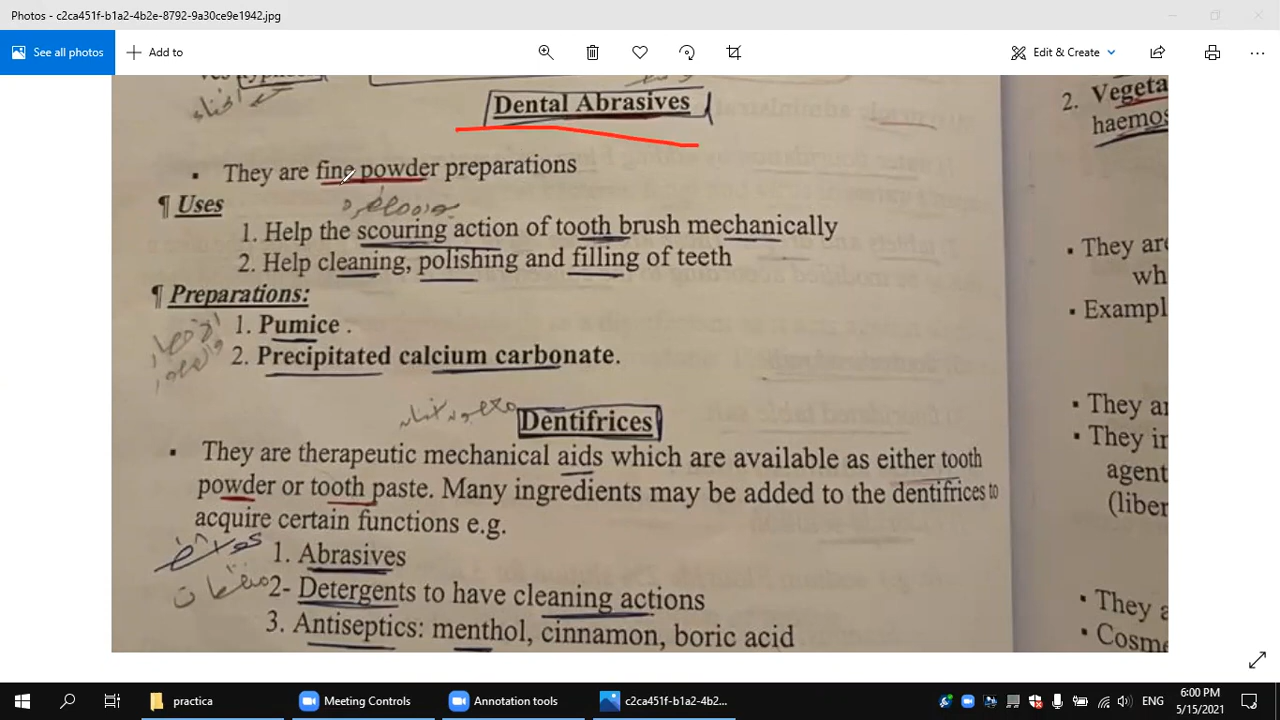 Photos - c2ca451f-b1a2-4b2e-8792-9a30ce9e1942.jpg
See all photos
Add to
Edit & Create
Dental Abrasives
They are fine powder preparations
¶ Uses
1. Help the scouring action of tooth brush mechanically
2. Help cleaning, polishing and filling of teeth
¶ Preparations:
1. Pumice .
2. Precipitated calcium carbonate.
Dentifrices
They are therapeutic mechanical aids which are available as either tooth
powder or tooth paste. Many ingredients may be added to the dentifrices to
acquire certain functions e.g.
1. Abrasives
2- Detergents to have cleaning actions
3. Antiseptics: menthol, cinnamon, boric acid
2. Vegeta
haemos
They are
wh
Example
They ar
They in
agent
(liber
They a
Cosme
practica
Meeting Controls
Annotation tools
c2ca451f-b1a2-4b2...
ENG
6:00 PM
5/15/2021